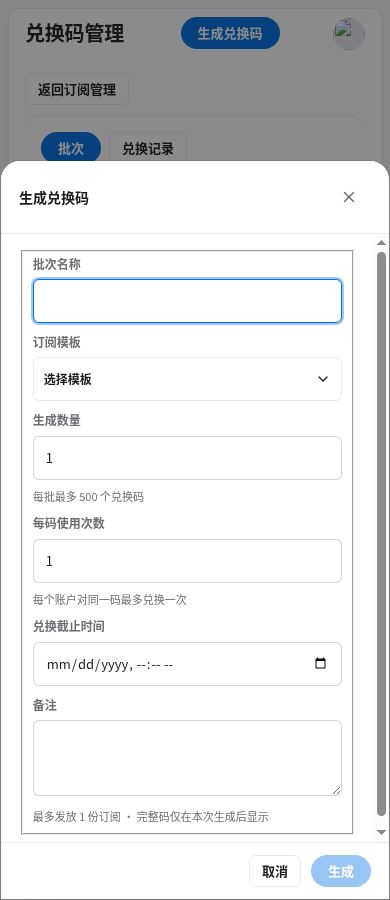 兑换码管理
生成兑换码
返回订阅管理
批次
兑换记录
生成兑换码
批次名称
订阅模板
选择模板
生成数量
1
每批最多 500 个兑换码
每码使用次数
1
每个账户对同一码最多兑换一次
兑换截止时间
mm/dd/yyyy, --:-- --
备注
最多发放 1 份订阅 · 完整码仅在本次生成后显示
取消
生成